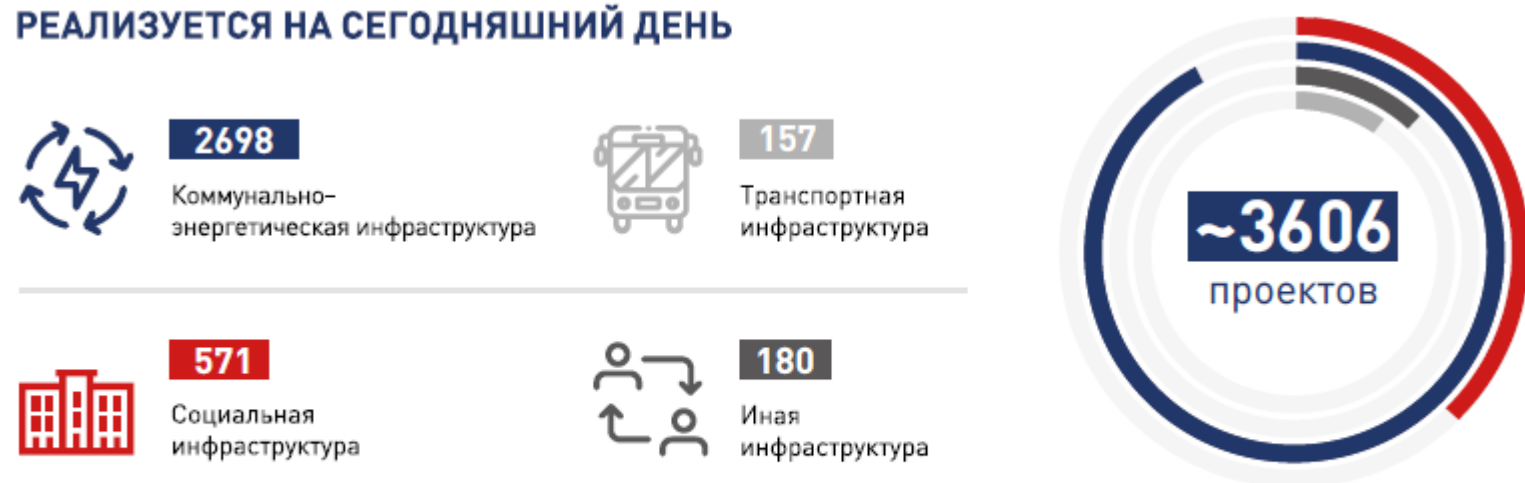 РЕАЛИЗУЕТСЯ НА СЕГОДНЯШНИЙ ДЕНЬ
2698
Коммунально–
энергетическая инфраструктура
157
Транспортная
инфраструктура
571
Социальная
инфраструктура
180
Иная
инфраструктура
~3606
проектов